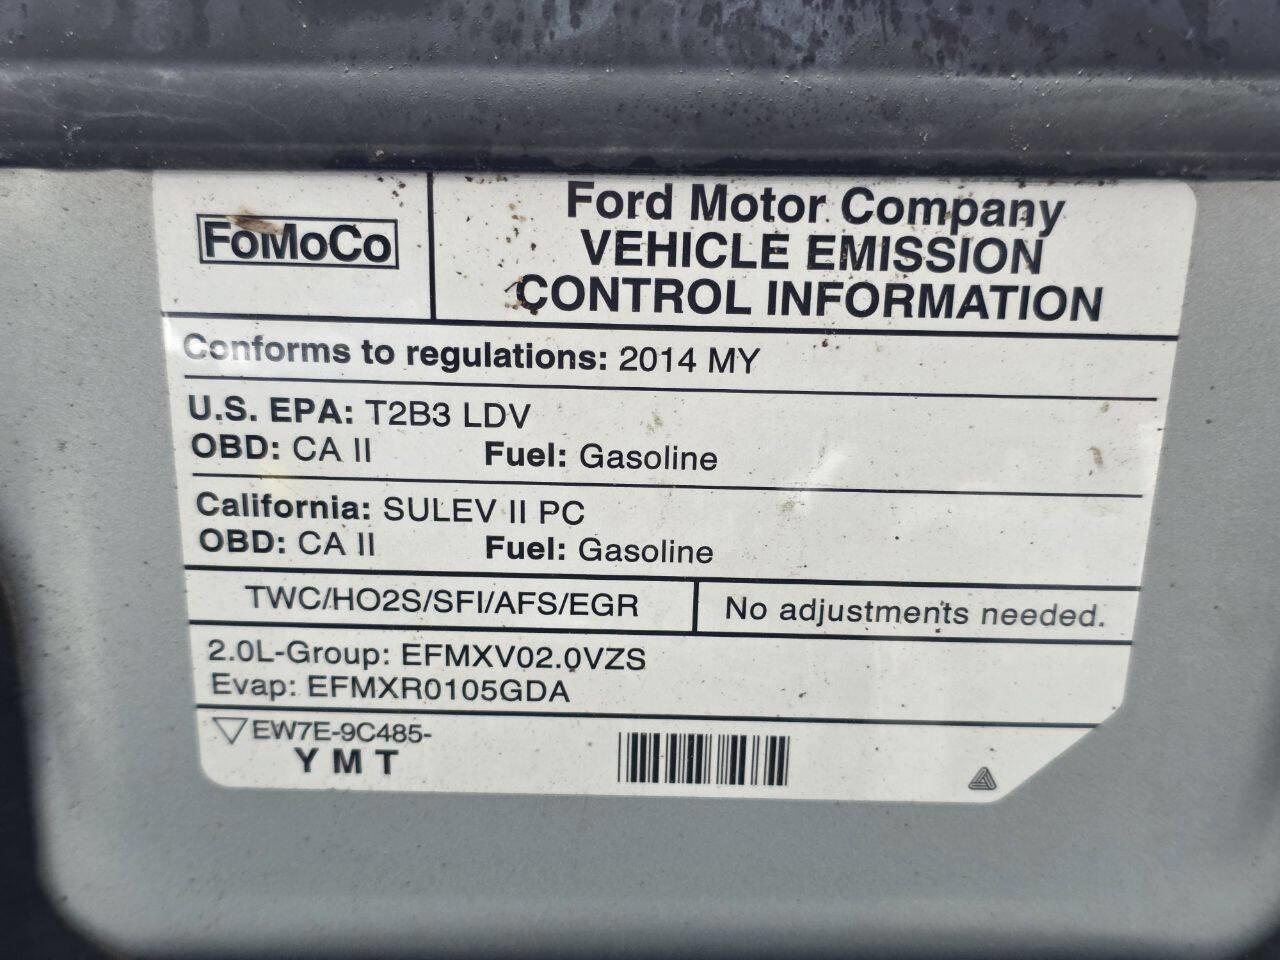 FoMoCo
Ford Motor Company
VEHICLE EMISSION
CONTROL INFORMATION
Conforms to regulations: 2014 MY
U.S. EPA: T2B3 LDV
OBD: CA II Fuel: Gasoline
California: SULEV II PC
OBD: CA II Fuel: Gasoline
TWC/HO2S/SFI/AFS/EGR
No adjustments needed.
2.0L-Group: EFMXV02.0VZS
Evap: EFMXR0105GDA
EW7E-9C485-
Y M T